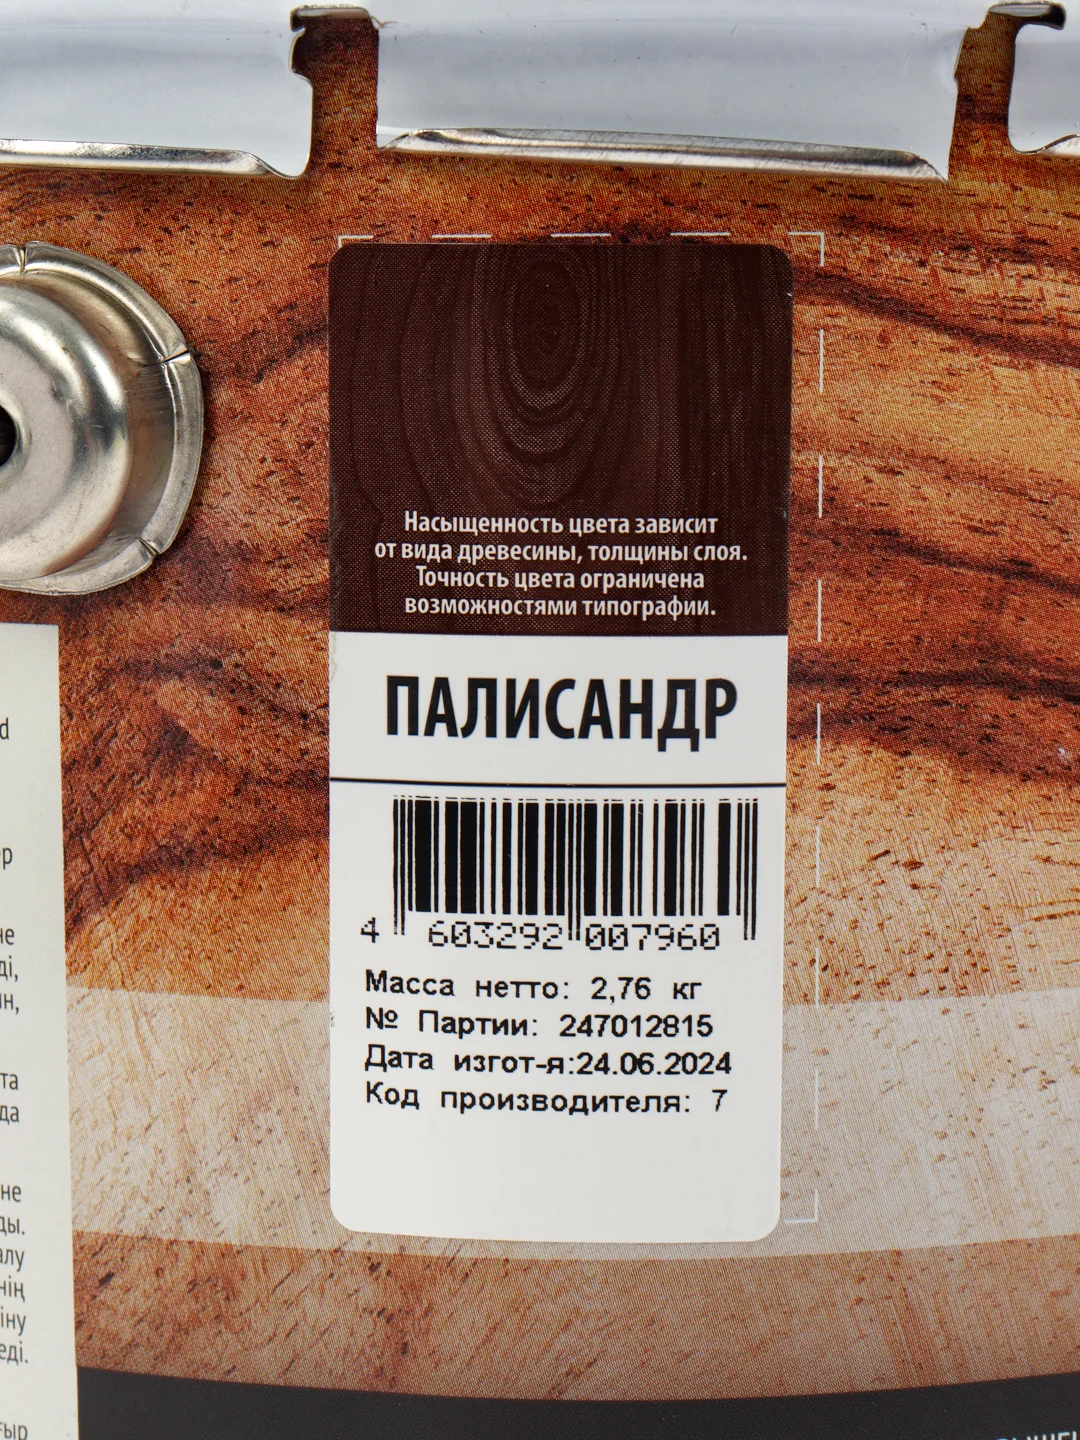 Насыщенность цвета зависит
от вида древесины, толщины слоя.
Точность цвета ограничена
возможностями типографии.
ПАЛИСАНДР
4 603292 007960
Масса нетто: 2,76 кг
№ Партии: 247012815
Дата изгот-я:24.06.2024
Код производителя: 7